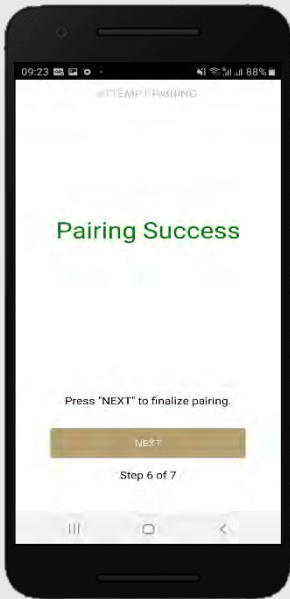 09:23 88%
ATTEMPT PAIRING
Pairing Success
Press "NEXT" to finalize pairing.
NEXT
Step 6 of 7